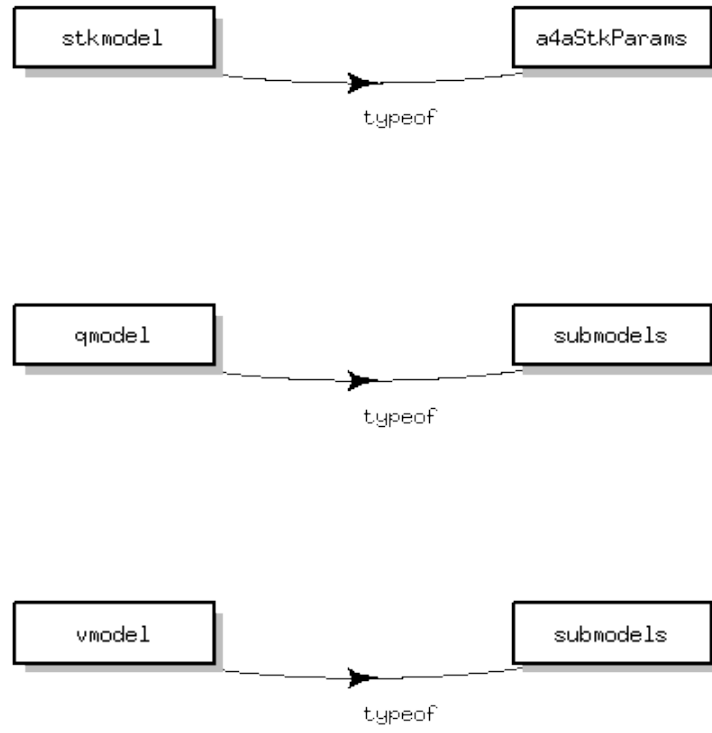 stkmodel
a4aStkParams
typeof
qmodel
submodels
typeof
vmodel
submodels
typeof